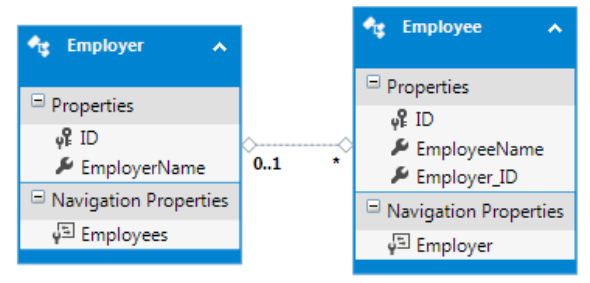 Employer
Properties
ID
EmployerName
Navigation Properties
Employees
0..1
*
Employee
Properties
ID
EmployeeName
Employer_ID
Navigation Properties
Employer